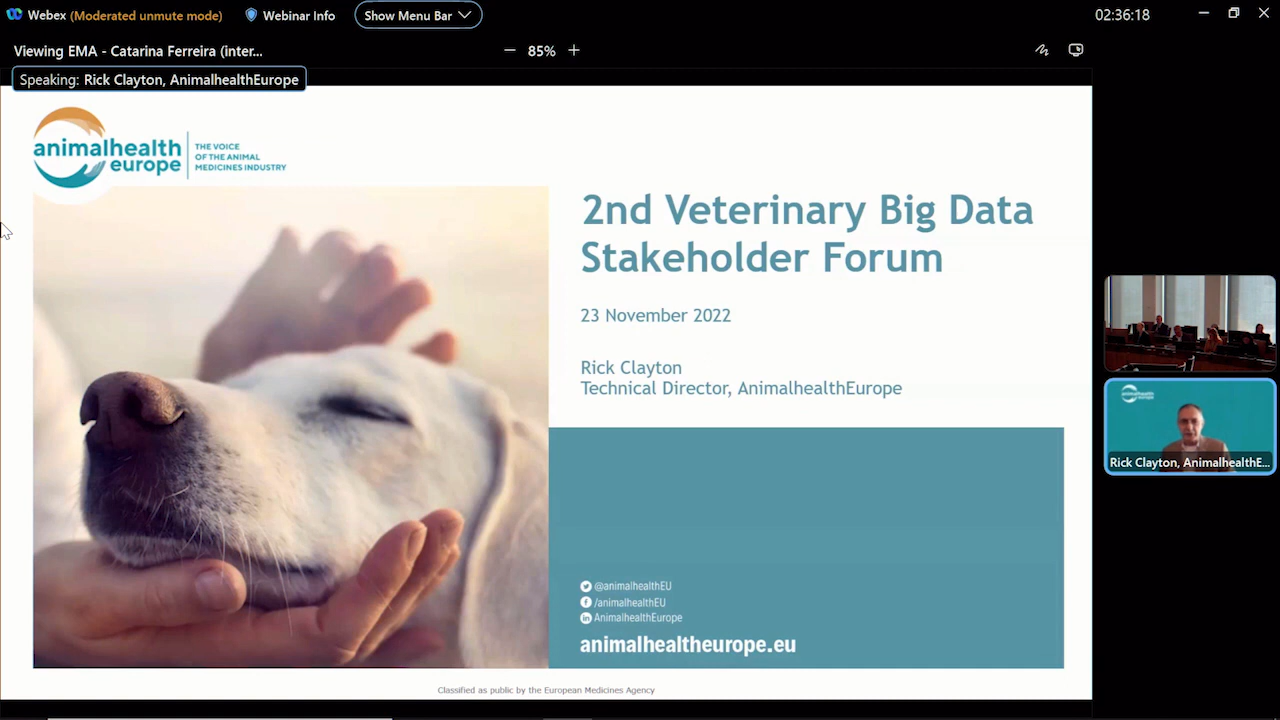 Webex (Moderated unmute mode)
Webinar Info
Show Menu Bar
02:36:18
Viewing EMA - Catarina Ferreira (inter...
85%
Speaking: Rick Clayton, AnimalhealthEurope
animalhealth
europe
THE VOICE
OF THE ANIMAL
MEDICINES INDUSTRY
2nd Veterinary Big Data
Stakeholder Forum
23 November 2022
Rick Clayton
Technical Director, AnimalhealthEurope
animalhealth
europe
Rick Clayton, AnimalhealthE...
@animalhealthEU
/animalhealthEU
AnimalhealthEurope
animalhealtheurope.eu
Classified as public by the European Medicines Agency